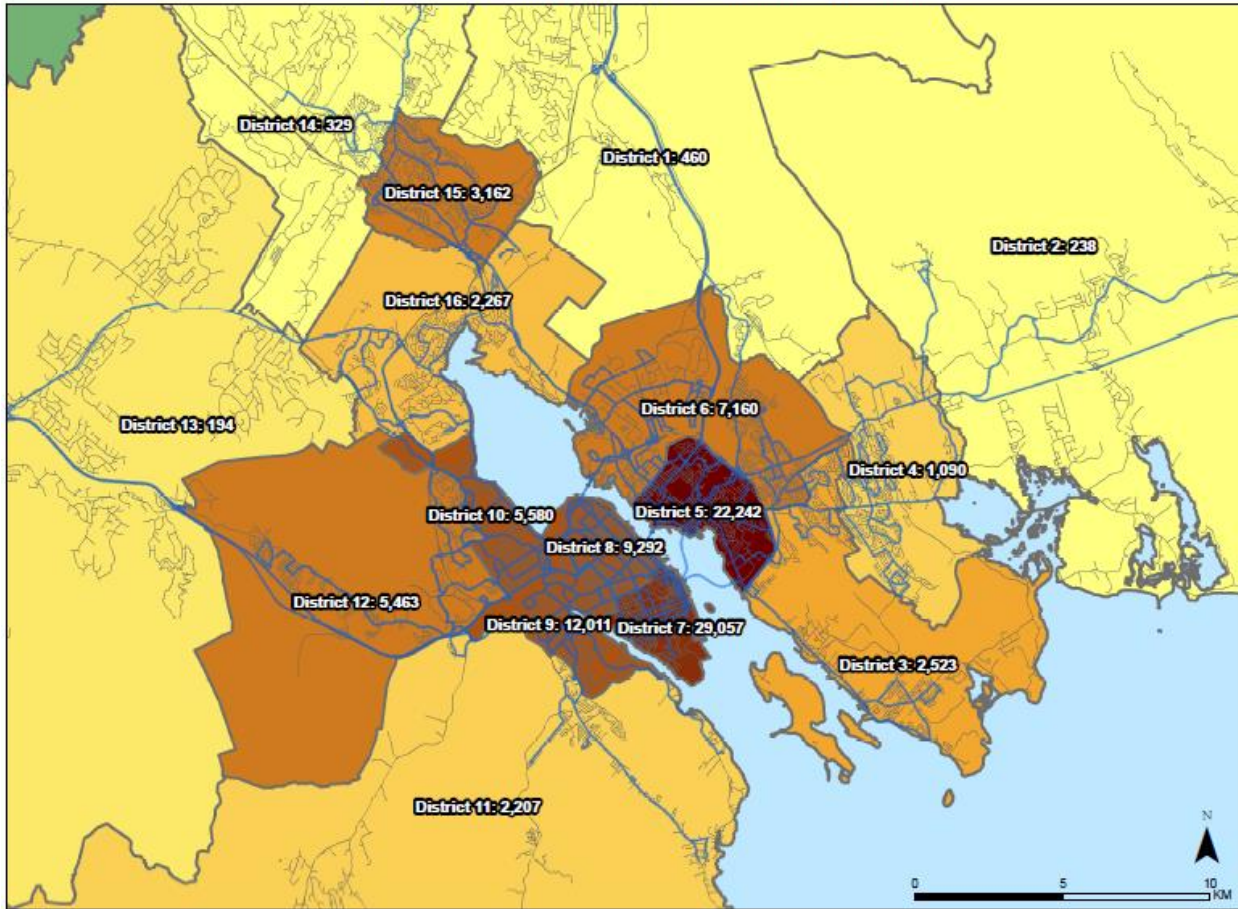 District 14: 329
District 1: 460
District 15: 3,162
District 2: 238
District 16: 2,267
District 6: 7,160
District 13: 194
District 4: 1,090
District 10: 5,580
District 5: 22,242
District 8: 9,292
District 12: 5,463
District 9: 12,011
District 7: 29,057
District 3: 2,523
District 11: 2,207
N
0 5 10
KM